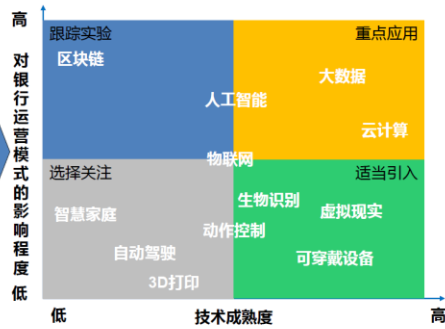 高
跟踪实验
重点应用
区块链
大数据
人工智能
云计算
对银行运营模式的影响程度
物联网
选择关注
适当引入
生物识别
智慧家庭
虚拟现实
动作控制
自动驾驶
可穿戴设备
3D打印
低
低
技术成熟度
高